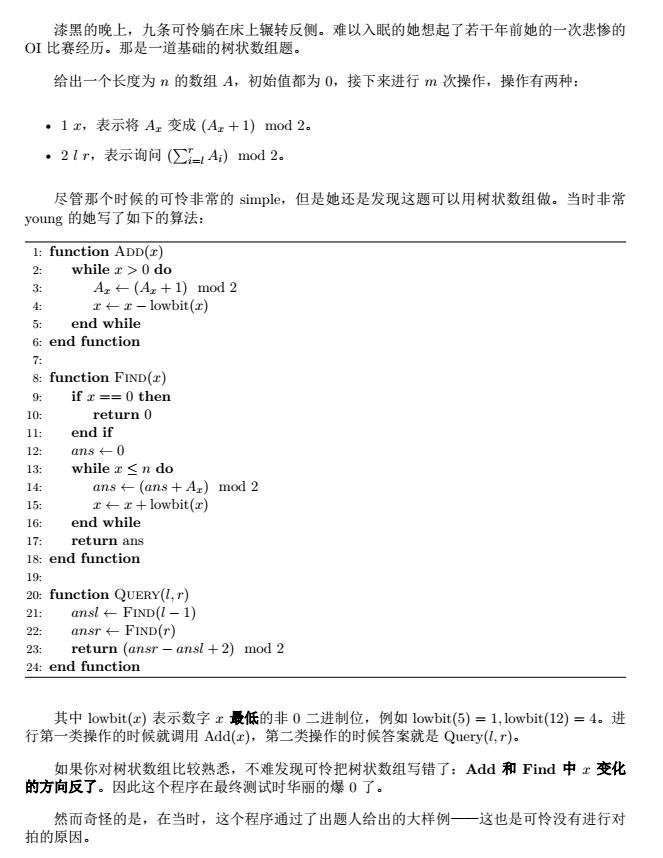 漆黑的晚上，九条可怜躺在床上辗转反侧。难以入眠的她想起了若干年前她的一次悲惨的
OI 比赛经历。那是一道基础的树状数组题。
给出一个长度为 n 的数组 A，初始值都为 0，接下来进行 m 次操作，操作有两种：
• 1 x，表示将 Aₓ 变成 (Aₓ + 1) mod 2。
• 2 l r，表示询问 (∑ᵢ₌ₗʳ Aᵢ) mod 2。
尽管那个时候的可怜非常的 simple，但是她还是发现这题可以用树状数组做。当时非常
young 的她写了如下的算法：
1: function Add(x)
2: while x > 0 do
3: Aₓ ← (Aₓ + 1) mod 2
4: x ← x − lowbit(x)
5: end while
6: end function
7:
8: function Find(x)
9: if x == 0 then
10: return 0
11: end if
12: ans ← 0
13: while x ≤ n do
14: ans ← (ans + Aₓ) mod 2
15: x ← x + lowbit(x)
16: end while
17: return ans
18: end function
19:
20: function Query(l, r)
21: ansl ← Find(l − 1)
22: ansr ← Find(r)
23: return (ansr − ansl + 2) mod 2
24: end function
其中 lowbit(x) 表示数字 x 最低的非 0 二进制位，例如 lowbit(5) = 1, lowbit(12) = 4。进
行第一类操作的时候就调用 Add(x)，第二类操作的时候答案就是 Query(l, r)。
如果你对树状数组比较熟悉，不难发现可怜把树状数组写错了：Add 和 Find 中 x 变化
的方向反了。因此这个程序在最终测试时华丽的爆 0 了。
然而奇怪的是，在当时，这个程序通过了出题人给出的大样例——这也是可怜没有进行对
拍的原因。